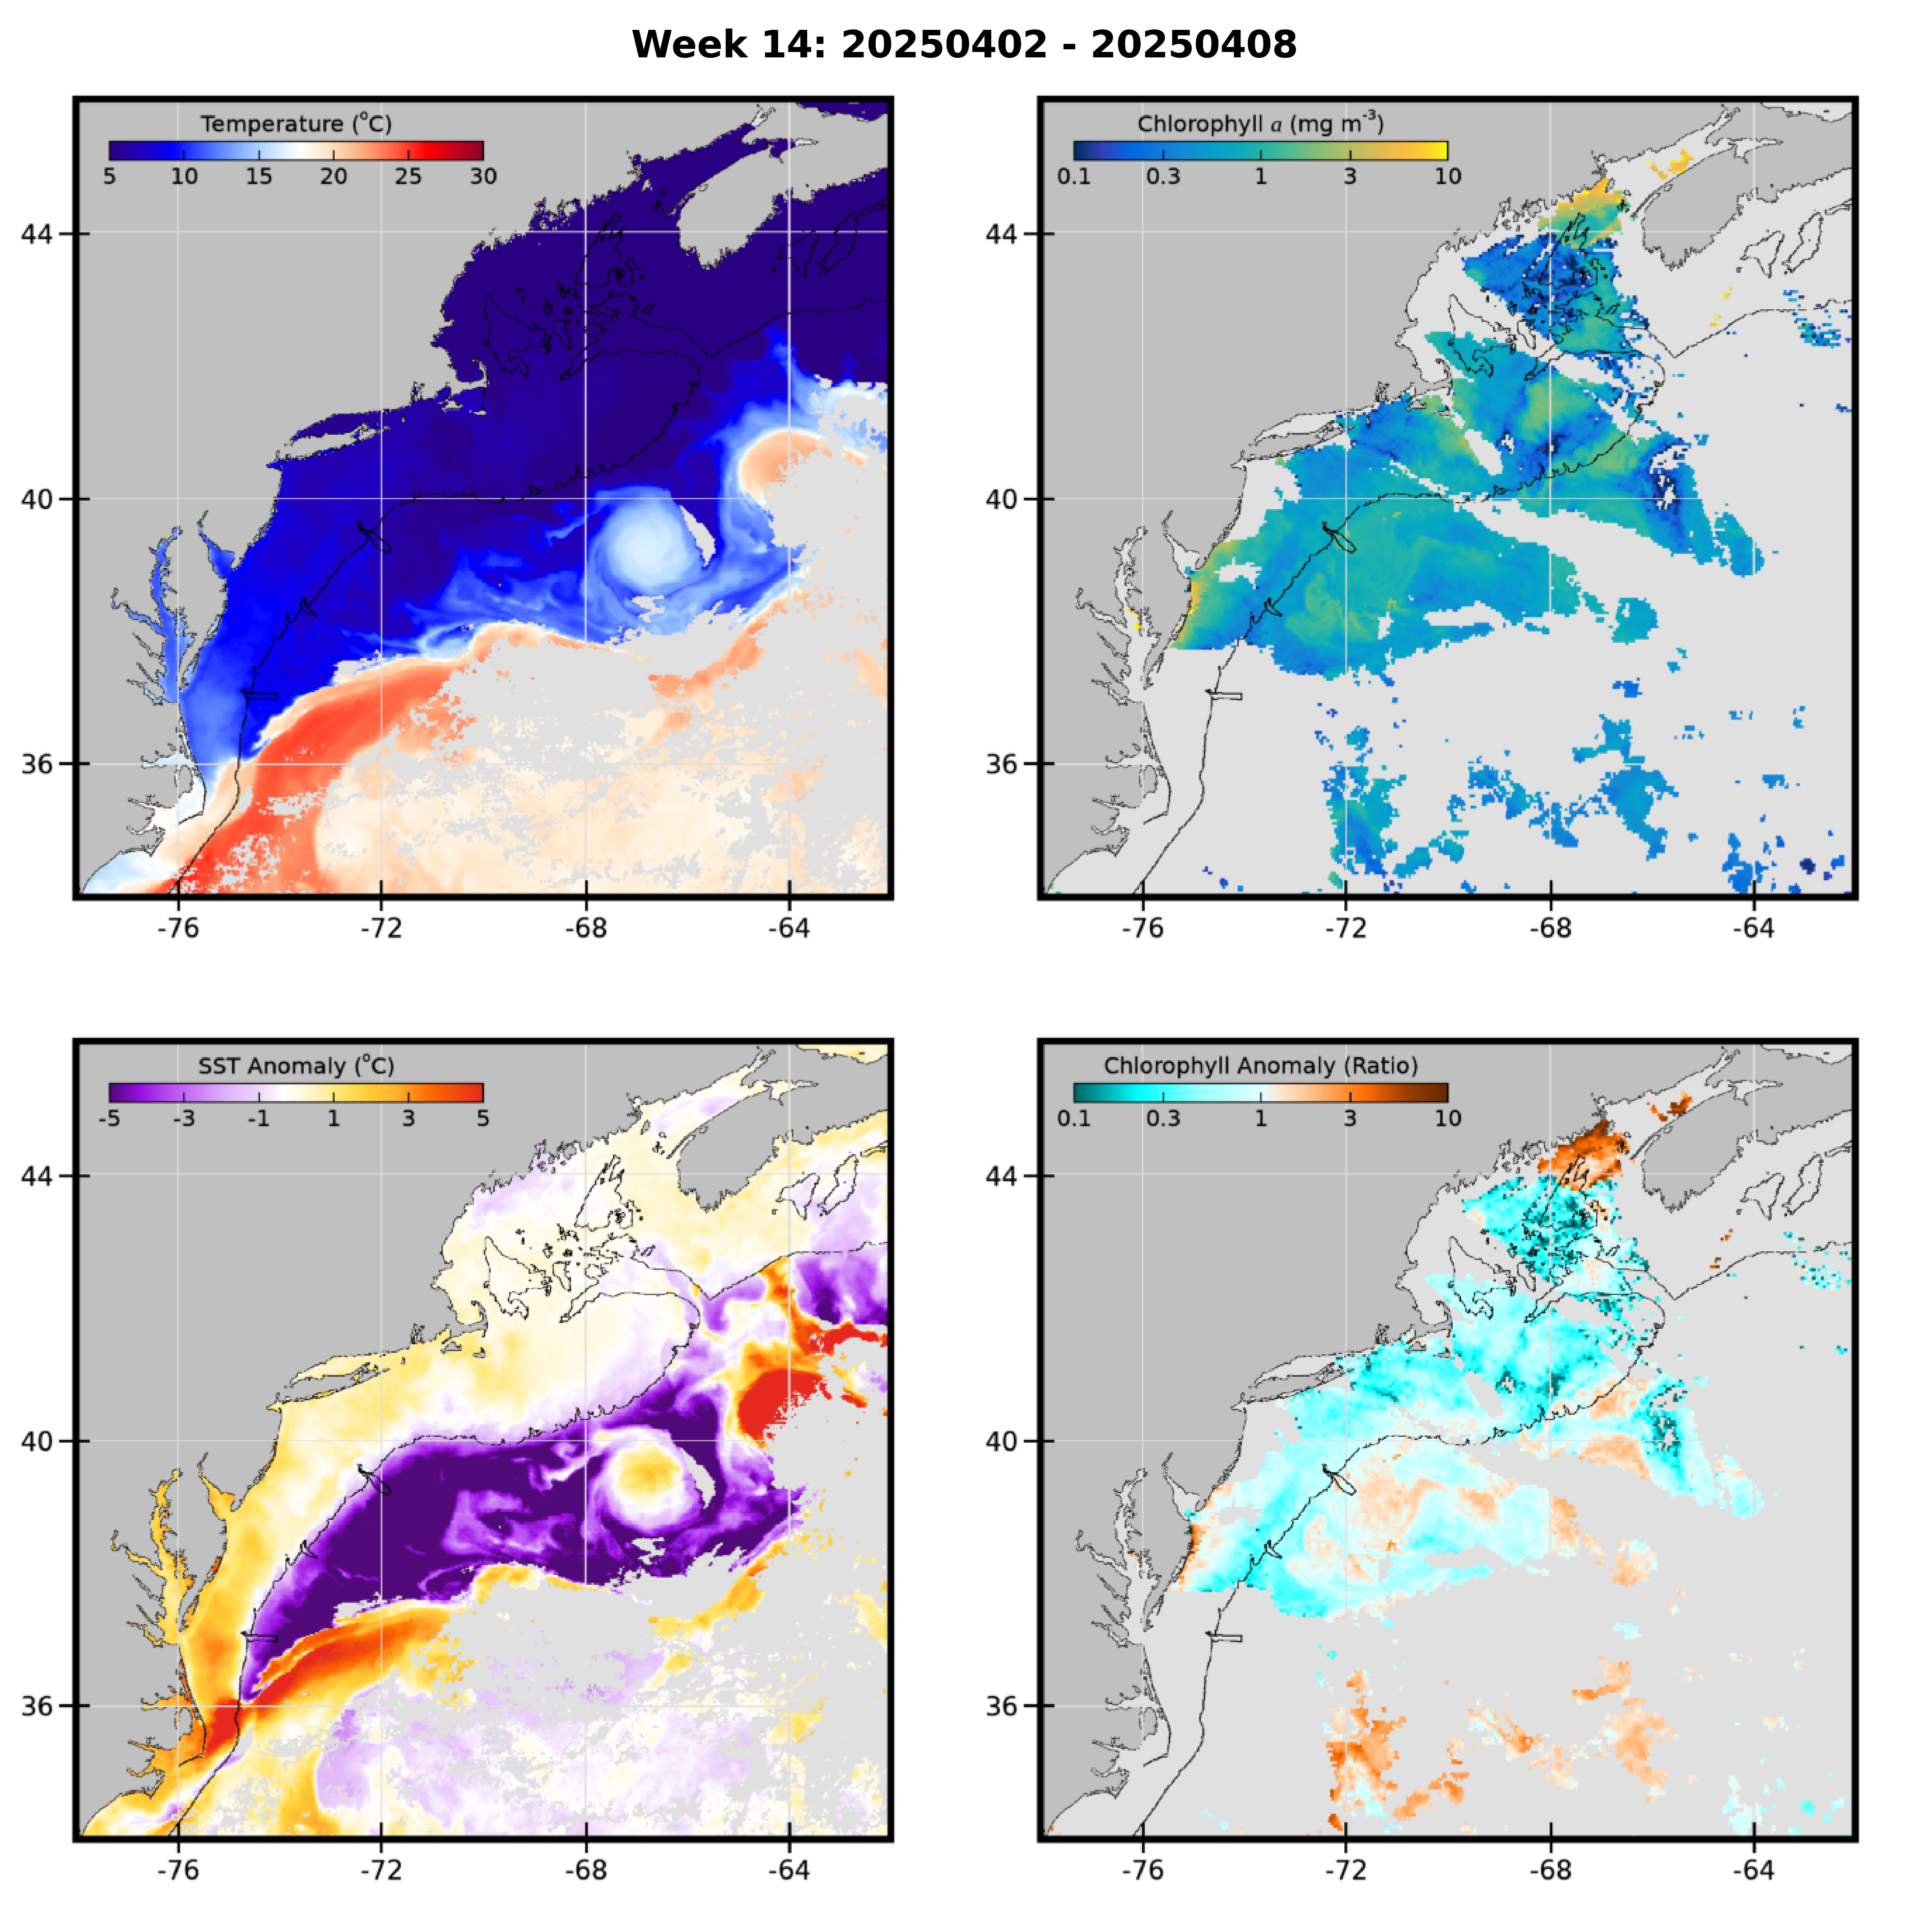 Week 14: 20250402 - 20250408
Temperature (°C)
5 10 15 20 25 30
44
40
36
-76 -72 -68 -64
Chlorophyll a (mg m⁻³)
0.1 0.3 1 3 10
44
40
36
-76 -72 -68 -64
SST Anomaly (°C)
-5 -3 -1 1 3 5
44
40
36
-76 -72 -68 -64
Chlorophyll Anomaly (Ratio)
0.1 0.3 1 3 10
44
40
36
-76 -72 -68 -64